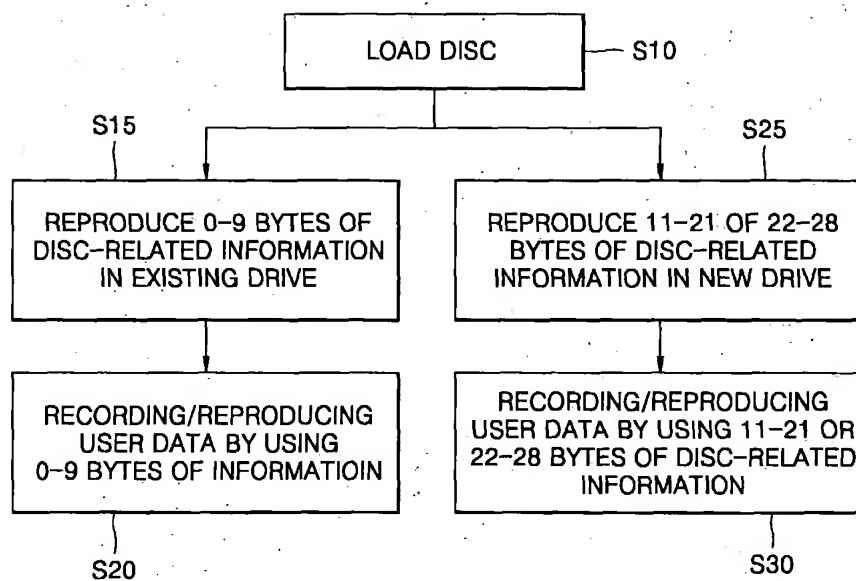 LOAD DISC
S10
S15
S25
REPRODUCE 0-9 BYTES OF
DISC-RELATED INFORMATION
IN EXISTING DRIVE
REPRODUCE 11-21 OF 22-28
BYTES OF DISC-RELATED
INFORMATION IN NEW DRIVE
RECORDING/REPRODUCING
USER DATA BY USING
0-9 BYTES OF INFORMATIOIN
RECORDING/REPRODUCING
USER DATA BY USING 11-21 OR
22-28 BYTES OF DISC-RELATED
INFORMATION
S20
S30